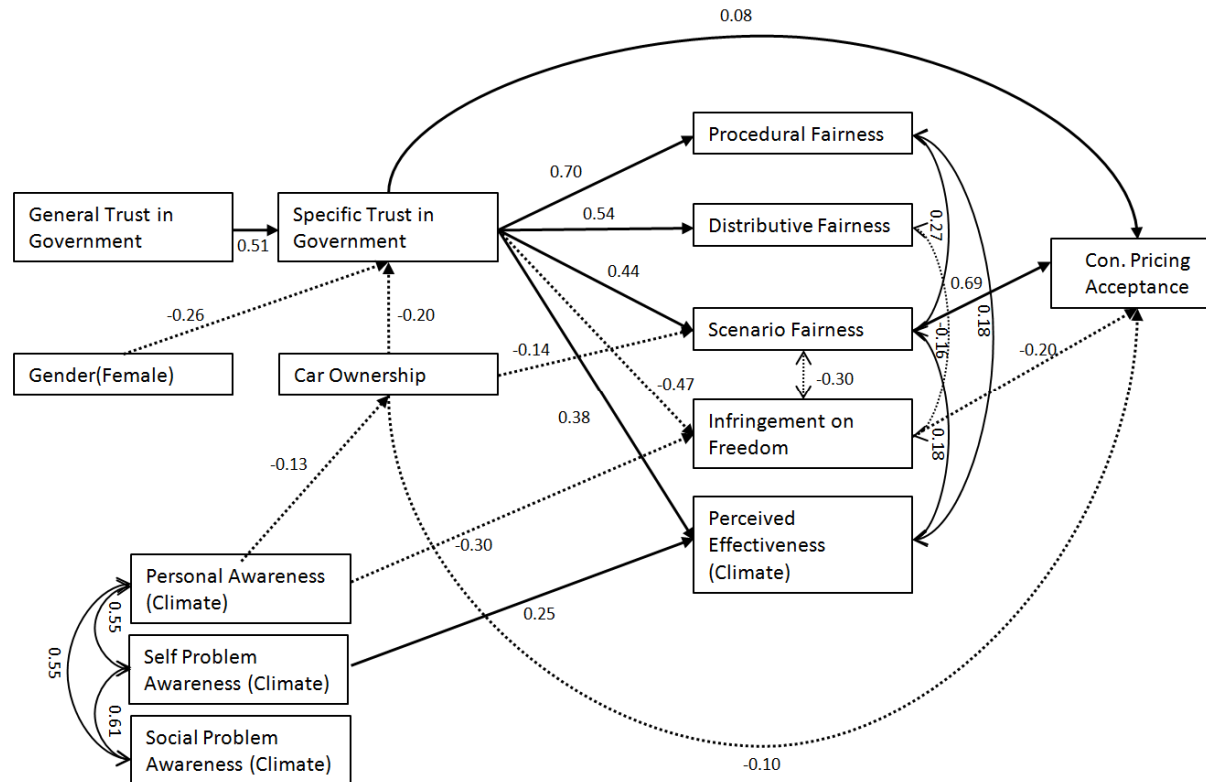 0.08
Procedural Fairness
0.70
General Trust in
Government
0.51
Specific Trust in
Government
0.54
Distributive Fairness
0.27
Con. Pricing
Acceptance
0.44
0.69
-0.26
-0.20
Scenario Fairness
0.18
-0.16
-0.20
Gender(Female)
Car Ownership
-0.14
-0.30
-0.47
0.38
Infringement on
Freedom
0.18
-0.13
Perceived
Effectiveness
(Climate)
-0.30
Personal Awareness
(Climate)
0.55
0.25
0.55
Self Problem
Awareness (Climate)
0.61
Social Problem
Awareness (Climate)
-0.10